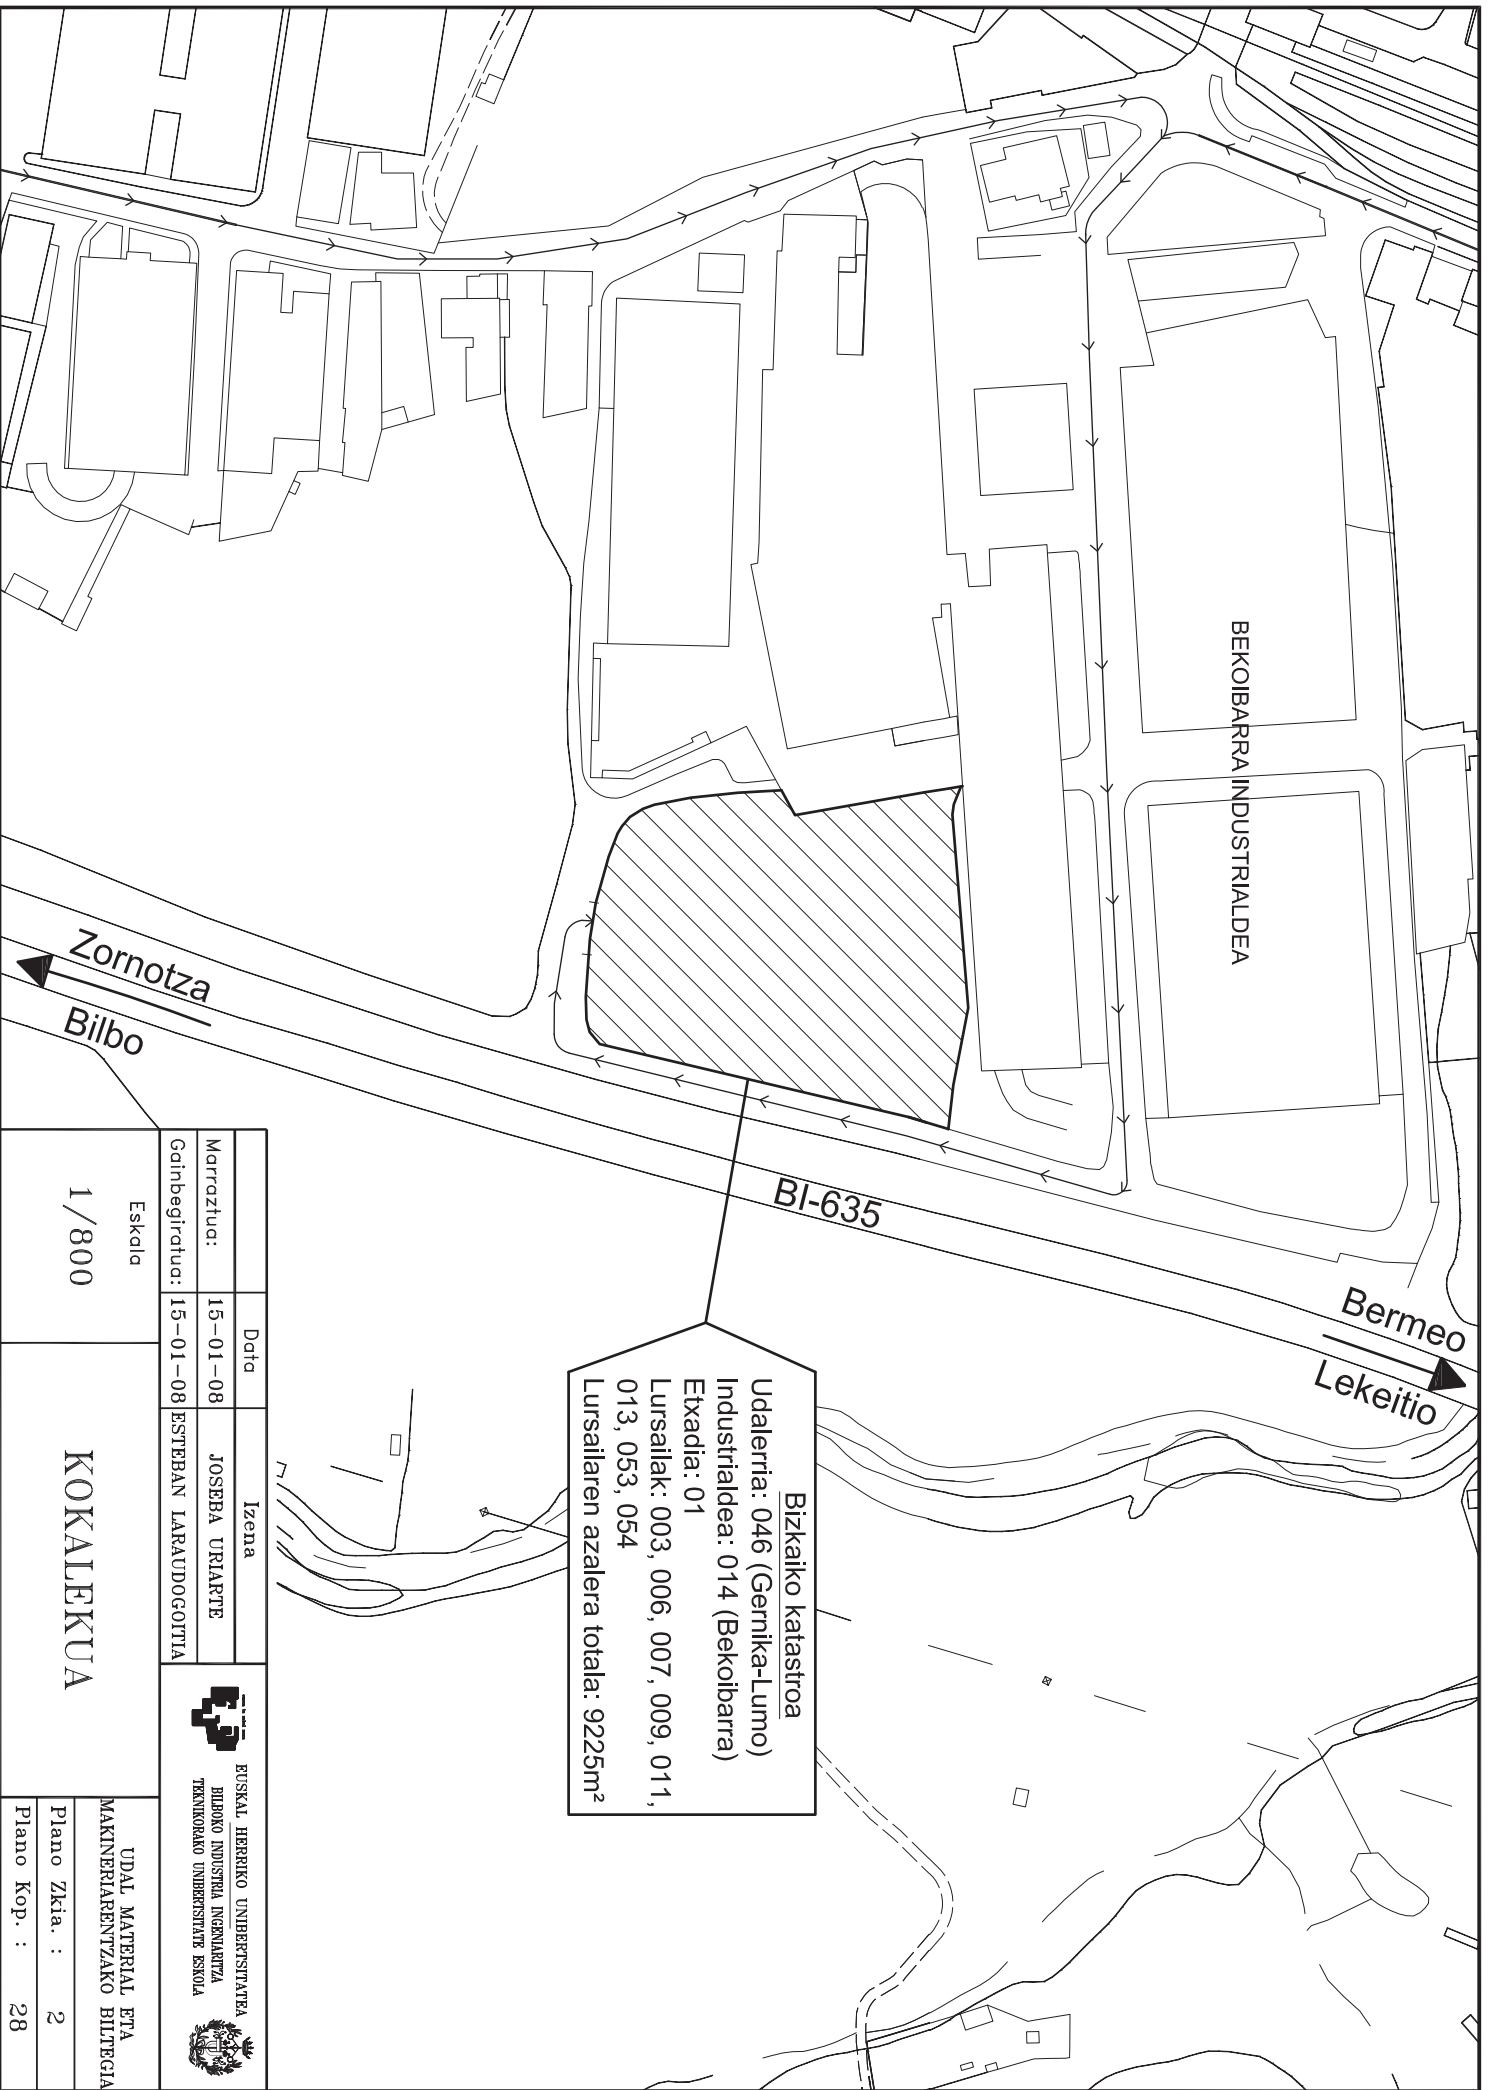 BEKOIBARRA INDUSTRIALDEA
Bermeo
Lekeitio
BI-635
Zornotza
Bilbo
Bizkaiko katastroa
Udalerria: 046 (Gernika-Lumo)
Industrialdea: 014 (Bekoibarra)
Etxadia: 01
Lursailak: 003, 006, 007, 009, 011,
013, 053, 054
Lursailaren azalera totala: 9225m²
Data
Izena
Marraztua:
15-01-08
JOSEBA URIARTE
Gainbegiratua:
15-01-08
ESTEBAN LARAUDOGOITIA
EUSKAL HERRIKO UNIBERTSITATEA
BILBOKO INDUSTRIA INGENIARITZA
TEKNIKORAKO UNIBERTSITATE ESKOLA
Eskala
1/800
KOKALEKUA
UDAL MATERIAL ETA
MAKINERIARENTZAKO BILTEGIA
Plano Zkia. : 2
Plano Kop. : 28